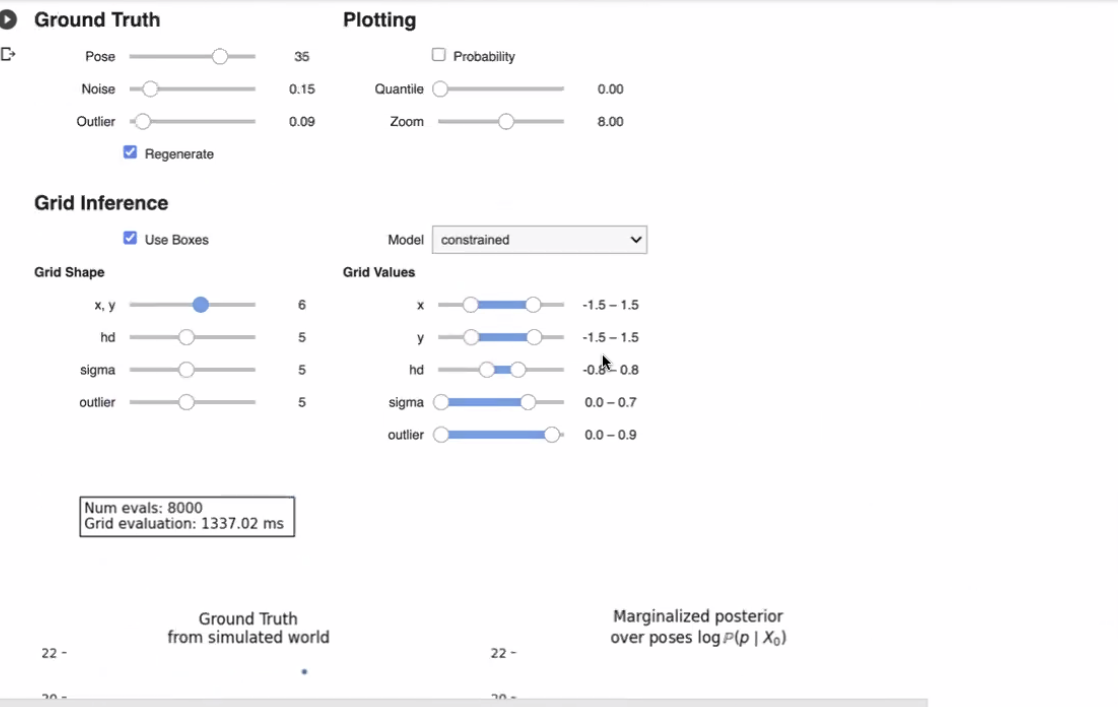 Ground Truth
Plotting
Pose 35
Probability
Noise 0.15
Quantile 0.00
Outlier 0.09
Zoom 8.00
Regenerate
Grid Inference
Use Boxes
Model constrained
Grid Shape
Grid Values
x, y 6
x -1.5 – 1.5
hd 5
y -1.5 – 1.5
sigma 5
hd -0.8 – 0.8
outlier 5
sigma 0.0 – 0.7
outlier 0.0 – 0.9
Num evals: 8000
Grid evaluation: 1337.02 ms
Ground Truth
from simulated world
Marginalized posterior
over poses log ℙ(p | X₀)
22
22
20
20